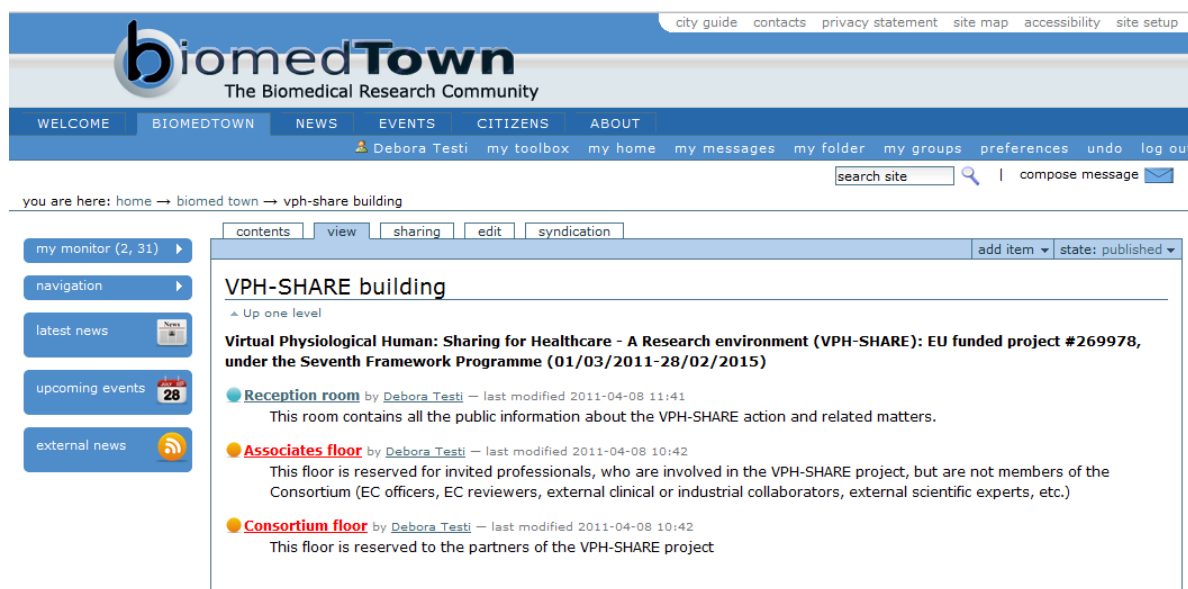 city guide contacts privacy statement site map accessibility site setup
biomedTown
The Biomedical Research Community
WELCOME BIOMEDTOWN NEWS EVENTS CITIZENS ABOUT
Debora Testi my toolbox my home my messages my folder my groups preferences undo log ou
search site | compose message
you are here: home → biomed town → vph-share building
contents view sharing edit syndication
my monitor (2, 31)
add item state: published
navigation
VPH-SHARE building
Up one level
latest news
News
Virtual Physiological Human: Sharing for Healthcare - A Research environment (VPH-SHARE): EU funded project #269978,
under the Seventh Framework Programme (01/03/2011-28/02/2015)
upcoming events
28
Reception room by Debora Testi — last modified 2011-04-08 11:41
This room contains all the public information about the VPH-SHARE action and related matters.
external news
Associates floor by Debora Testi — last modified 2011-04-08 10:42
This floor is reserved for invited professionals, who are involved in the VPH-SHARE project, but are not members of the
Consortium (EC officers, EC reviewers, external clinical or industrial collaborators, external scientific experts, etc.)
Consortium floor by Debora Testi — last modified 2011-04-08 10:42
This floor is reserved to the partners of the VPH-SHARE project